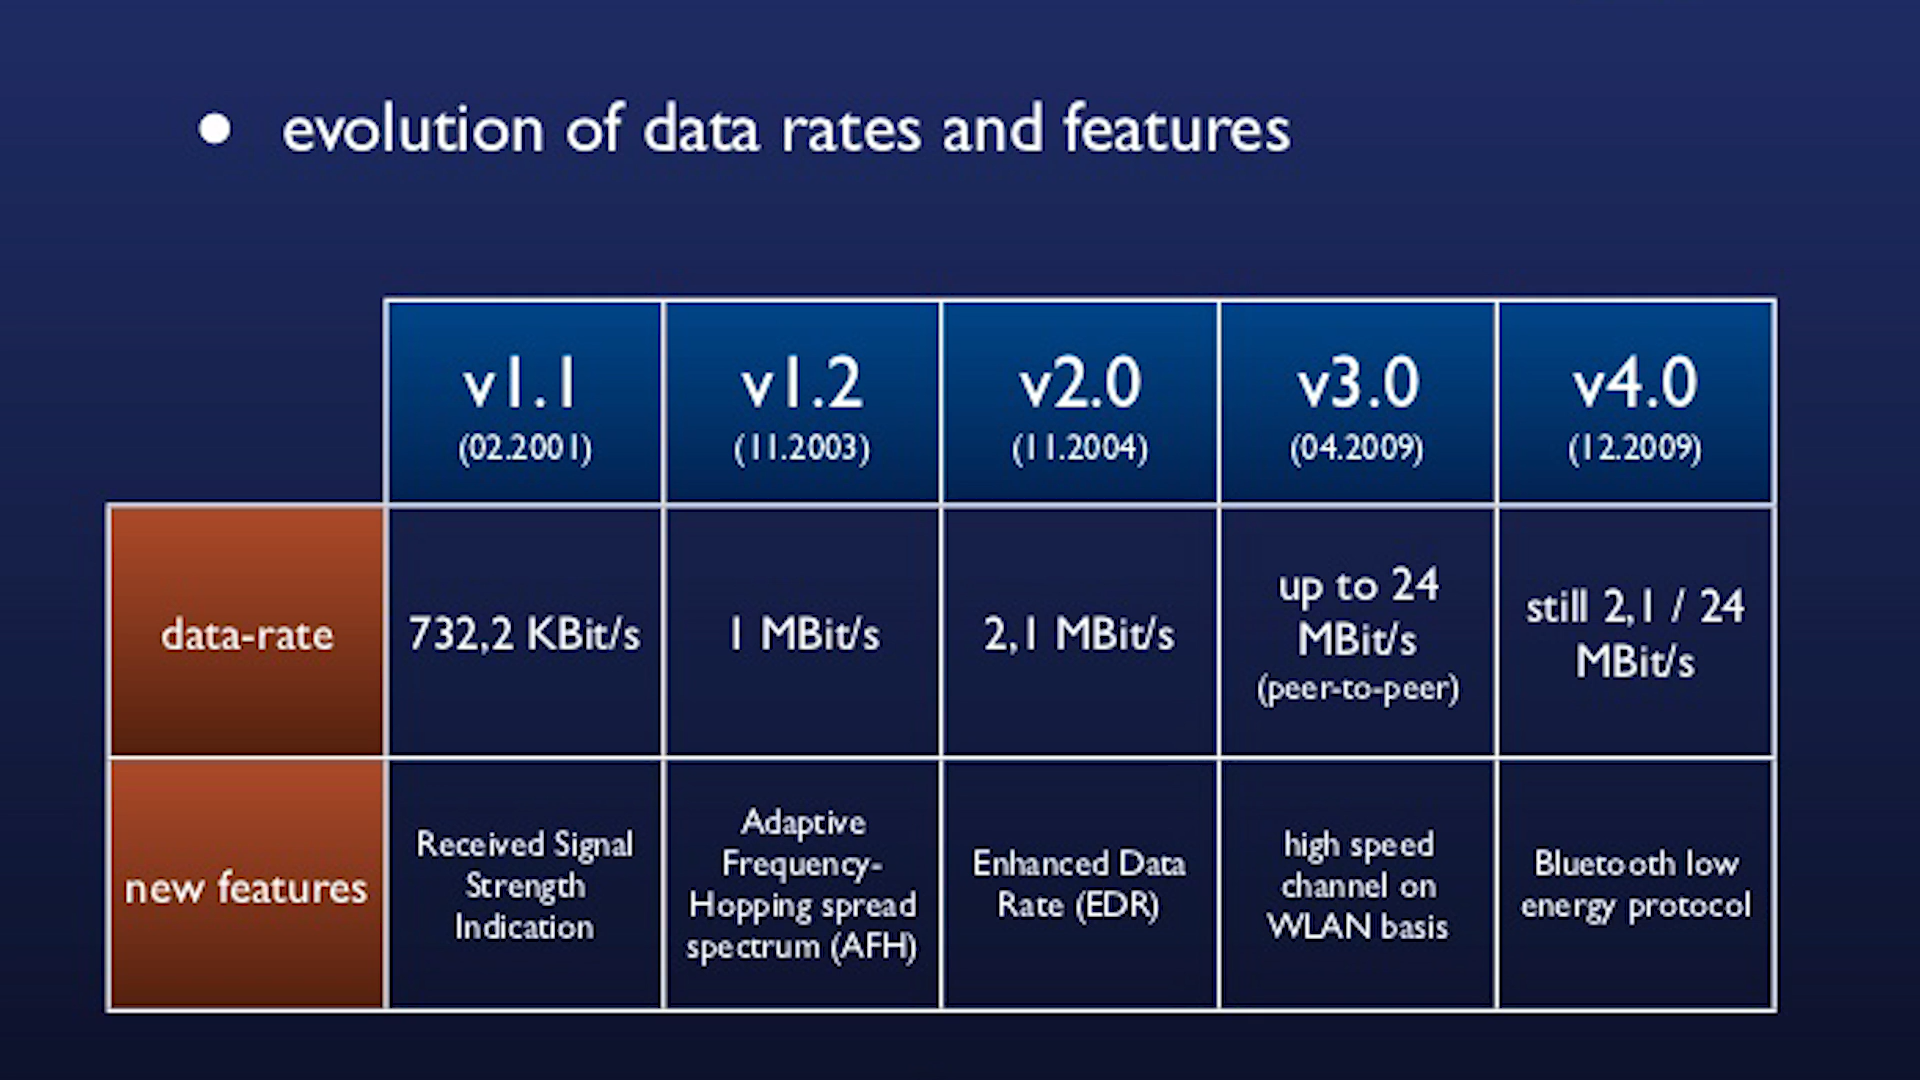 ● evolution of data rates and features
v1.1
(02.2001)
v1.2
(11.2003)
v2.0
(11.2004)
v3.0
(04.2009)
v4.0
(12.2009)
data-rate
732,2 KBit/s
1 MBit/s
2,1 MBit/s
up to 24
MBit/s
(peer-to-peer)
still 2,1 / 24
MBit/s
new features
Received Signal
Strength
Indication
Adaptive
Frequency-
Hopping spread
spectrum (AFH)
Enhanced Data
Rate (EDR)
high speed
channel on
WLAN basis
Bluetooth low
energy protocol